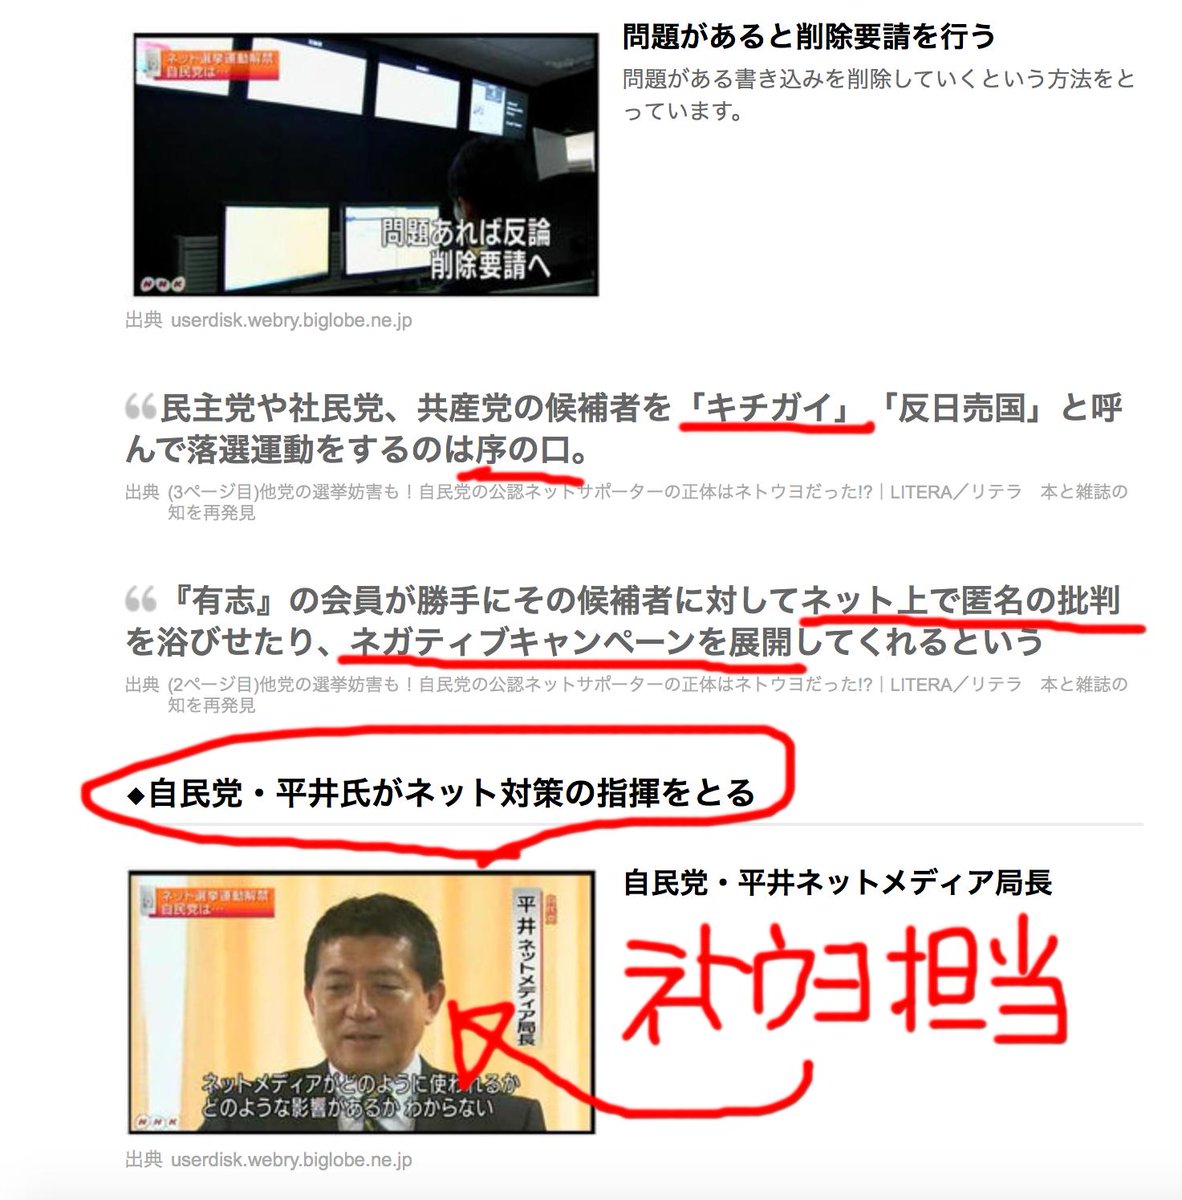 ネット選挙運動解禁
自民党は…
問題あれば反論
削除要請へ
NHK
問題があると削除要請を行う
問題がある書き込みを削除していくという方法をと
っています。
出典 userdisk.webry.biglobe.ne.jp
民主党や社民党、共産党の候補者を「キチガイ」「反日売国」と呼
んで落選運動をするのは序の口。
出典 (3ページ目)他党の選挙妨害も！自民党の公認ネットサポーターの正体はネトウヨだった!?｜LITERA／リテラ 本と雑誌の
知を再発見
『有志』の会員が勝手にその候補者に対してネット上で匿名の批判
を浴びせたり、ネガティブキャンペーンを展開してくれるという
出典 (2ページ目)他党の選挙妨害も！自民党の公認ネットサポーターの正体はネトウヨだった!?｜LITERA／リテラ 本と雑誌の
知を再発見
◆自民党・平井氏がネット対策の指揮をとる
ネット選挙運動解禁
自民党は…
自民党
平井ネットメディア局長
ネットメディアがどのように使われるか
どのような影響があるか わからない
NHK
自民党・平井ネットメディア局長
ネトウヨ担当
出典 userdisk.webry.biglobe.ne.jp